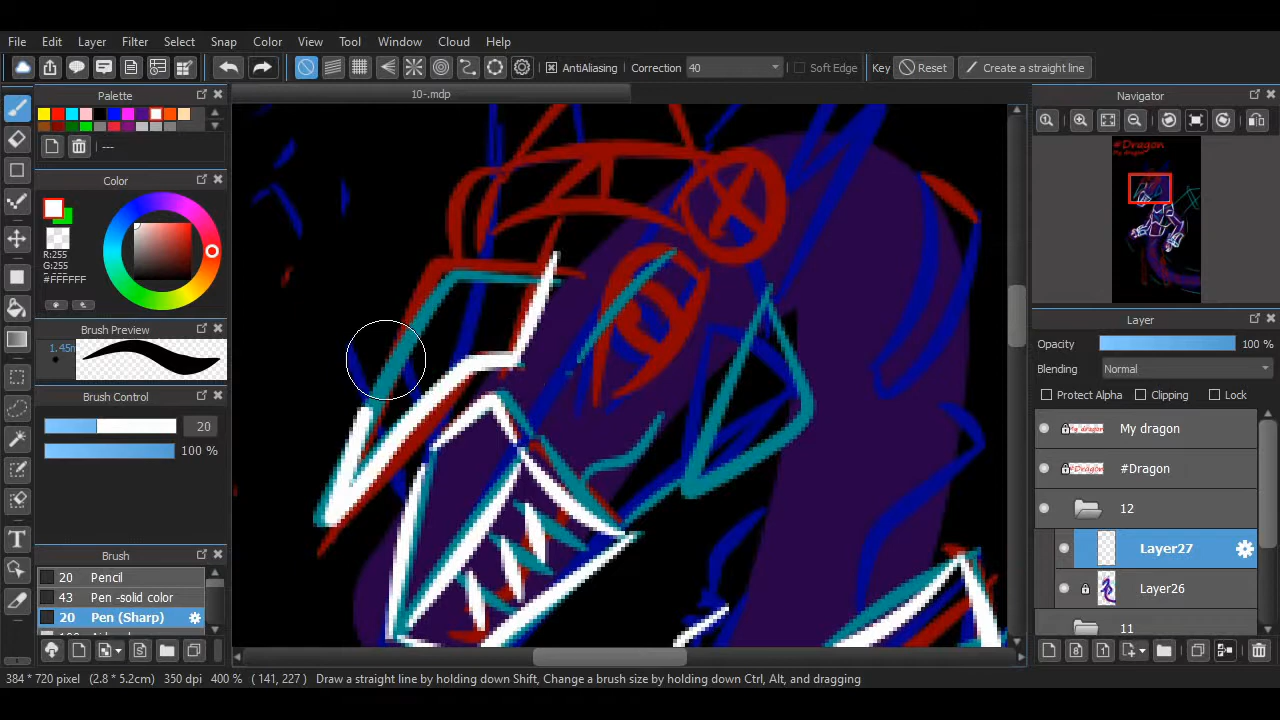 File Edit Layer Filter Select Snap Color View Tool Window Cloud Help
AntiAliasing Correction 40 Soft Edge Key Reset Create a straight line
Palette
---
Color
R:255
G:255
B:255
#FFFFFF
Brush Preview
Brush Control
20
100 %
Brush
20 Pencil
43 Pen -solid color
20 Pen (Sharp)
10-.mdp
Navigator
#Dragon
My dragon
Layer
Opacity 100 %
Blending Normal
Protect Alpha Clipping Lock
My dragon
#Dragon
12
Layer27
Layer26
11
384 * 720 pixel (2.8 * 5.2cm) 350 dpi 400 % ( 141, 227 ) Draw a straight line by holding down Shift, Change a brush size by holding down Ctrl, Alt, and dragging